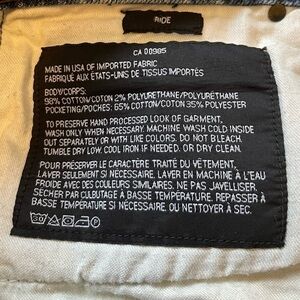 RIDE
CA 00985
MADE IN USA OF IMPORTED FABRIC
FABRIQUÉ AUX ÉTATS-UNIS DE TISSUS IMPORTÉS
BODY/CORPS:
98% COTTON/COTON 2% POLYURETHANE/POLYURETHANE
POCKETING/POCHES: 65% COTTON/COTON 35% POLYESTER
TO PRESERVE HAND PROCESSED LOOK OF GARMENT,
WASH ONLY WHEN NECESSARY. MACHINE WASH COLD INSIDE
OUT SEPARATELY OR WITH LIKE COLORS. DO NOT BLEACH.
TUMBLE DRY LOW. COOL IRON IF NEEDED. OR DRY CLEAN.
POUR PRÉSERVER LE CARACTÈRE TRAITÉ DU VÊTEMENT,
LAVER SEULEMENT SI NÉCESSAIRE. LAVER EN MACHINE À L'EAU
FROIDE AVEC DES COULEURS SIMILAIRES. NE PAS JAVELLISER.
SÉCHER PAR CULBUTAGE À BASSE TEMPÉRATURE. REPASSER À
BASSE TEMPÉRATURE SI NÉCESSAIRE. OU NETTOYER À SEC.